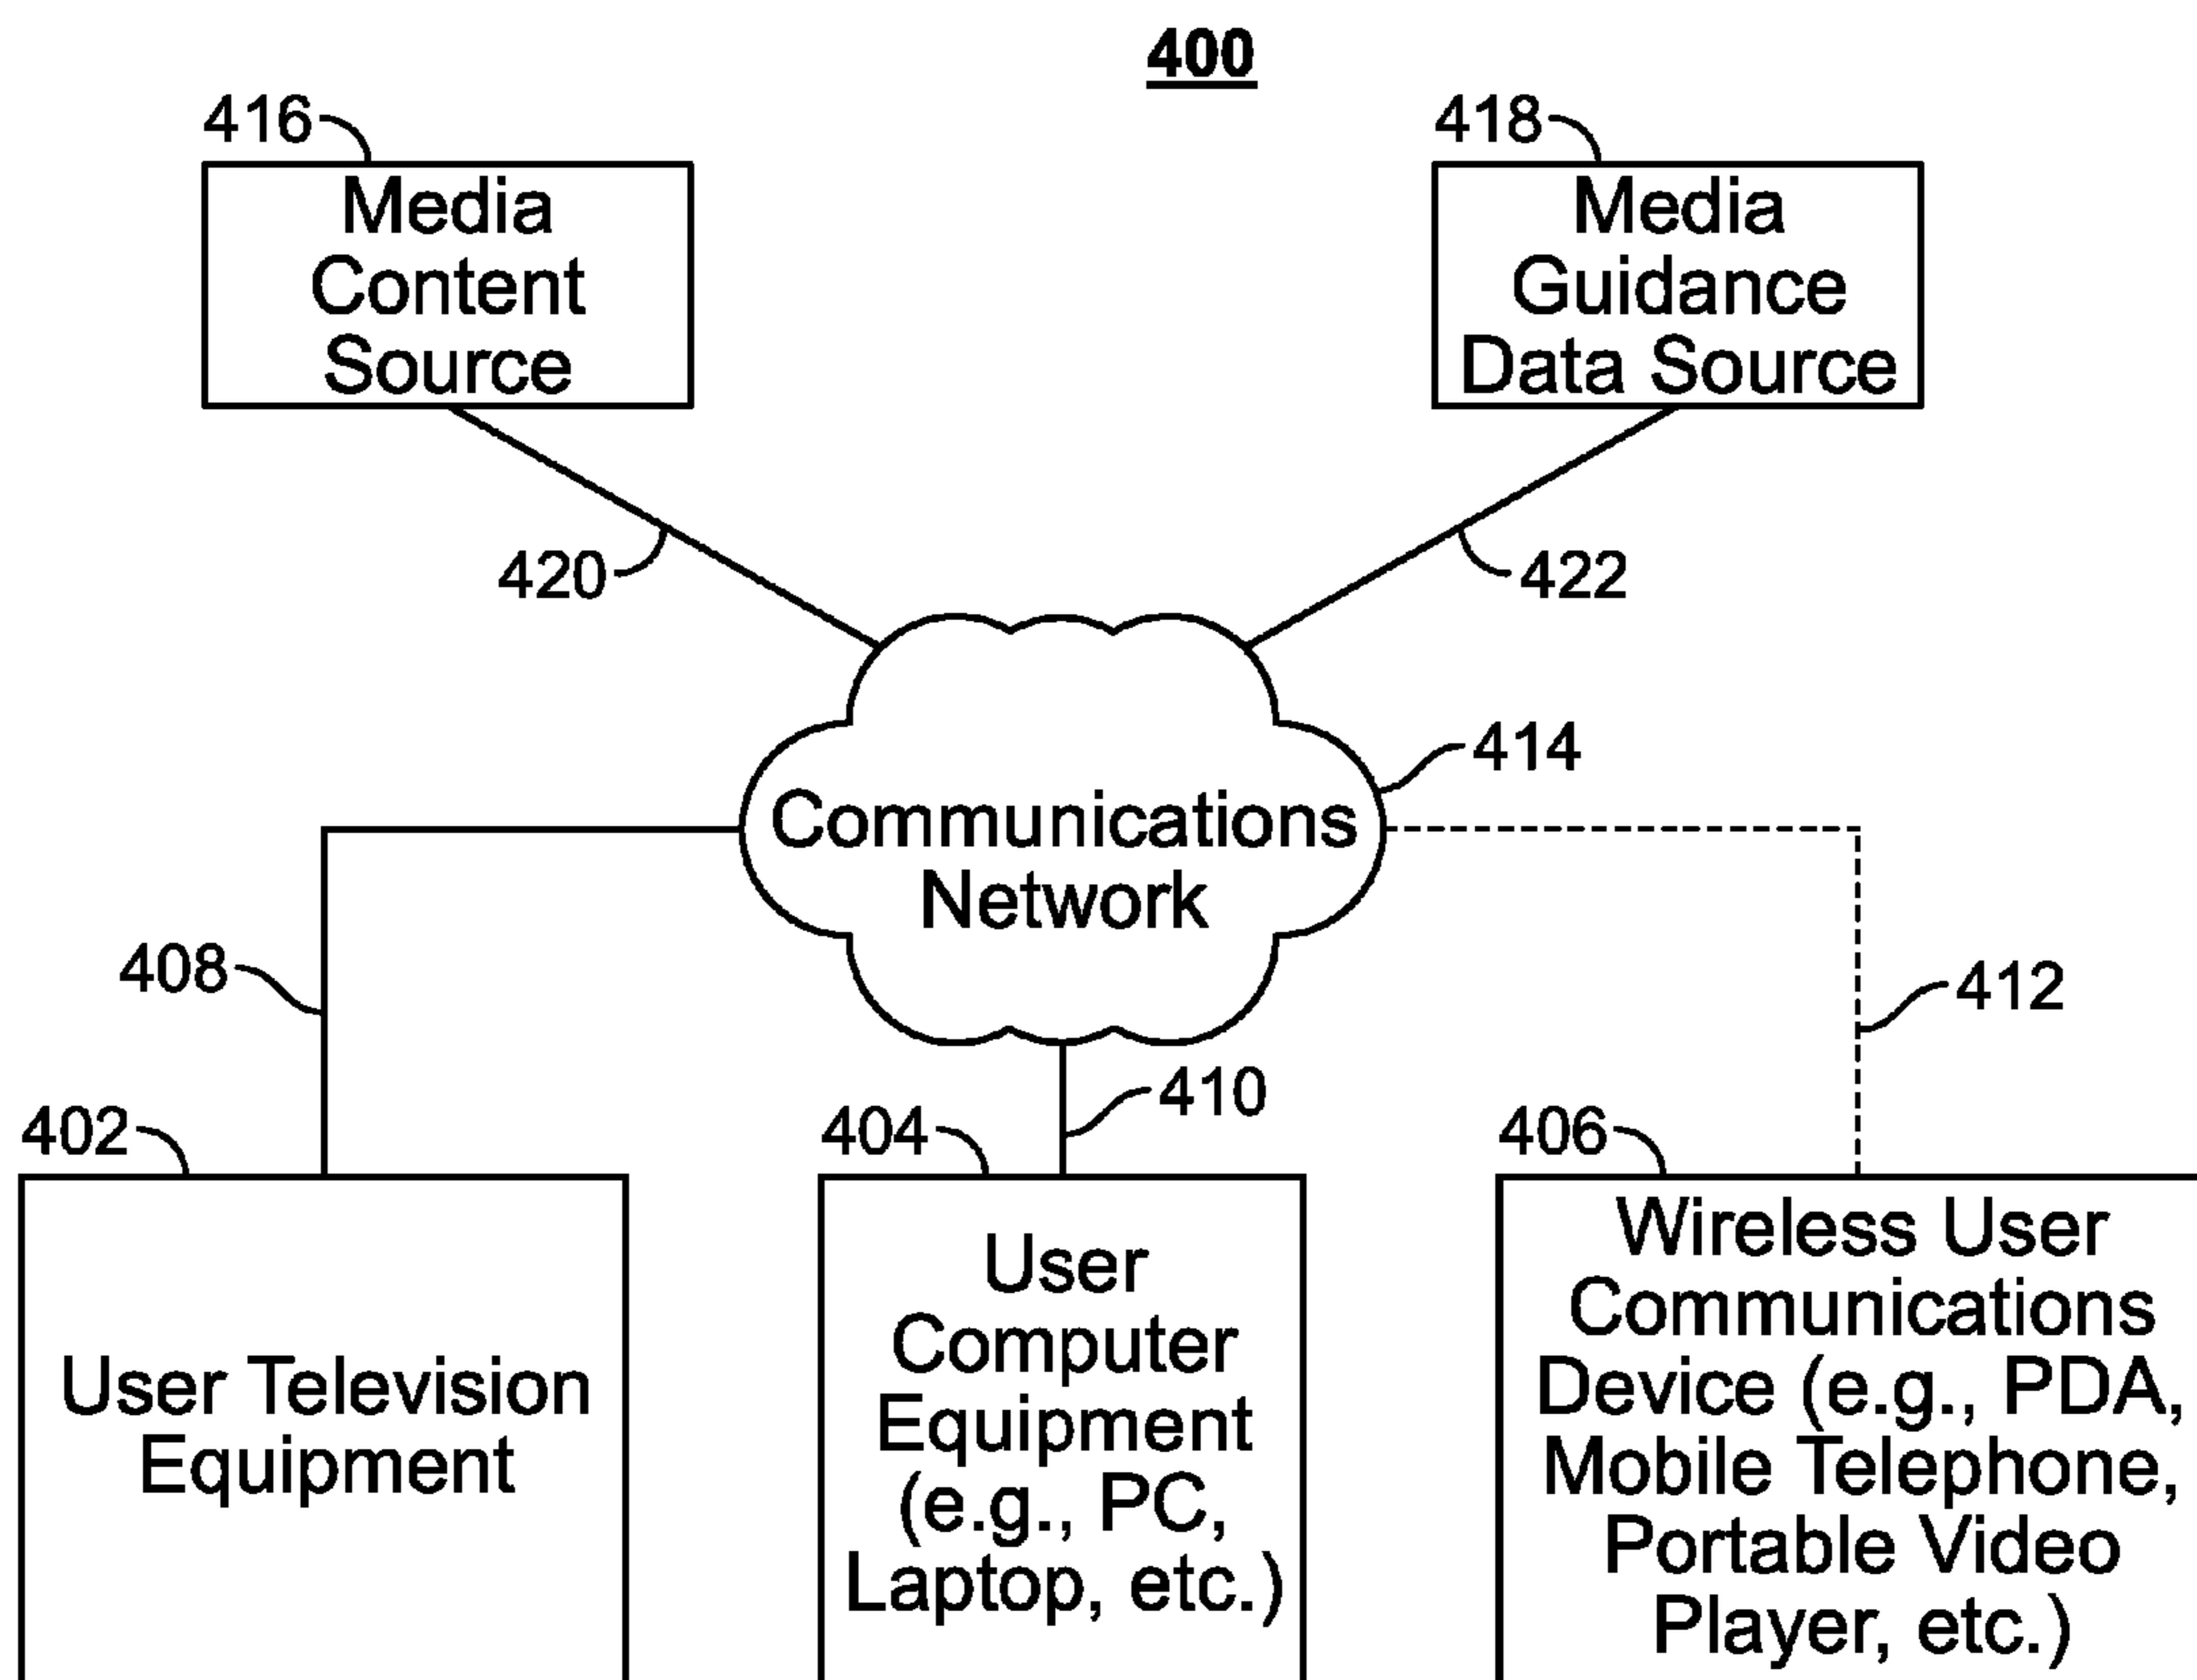 400
416
Media
Content
Source
418
Media
Guidance
Data Source
420
422
414
Communications
Network
408
412
410
402
User Television
Equipment
404
User
Computer
Equipment
(e.g., PC,
Laptop, etc.)
406
Wireless User
Communications
Device (e.g., PDA,
Mobile Telephone,
Portable Video
Player, etc.)